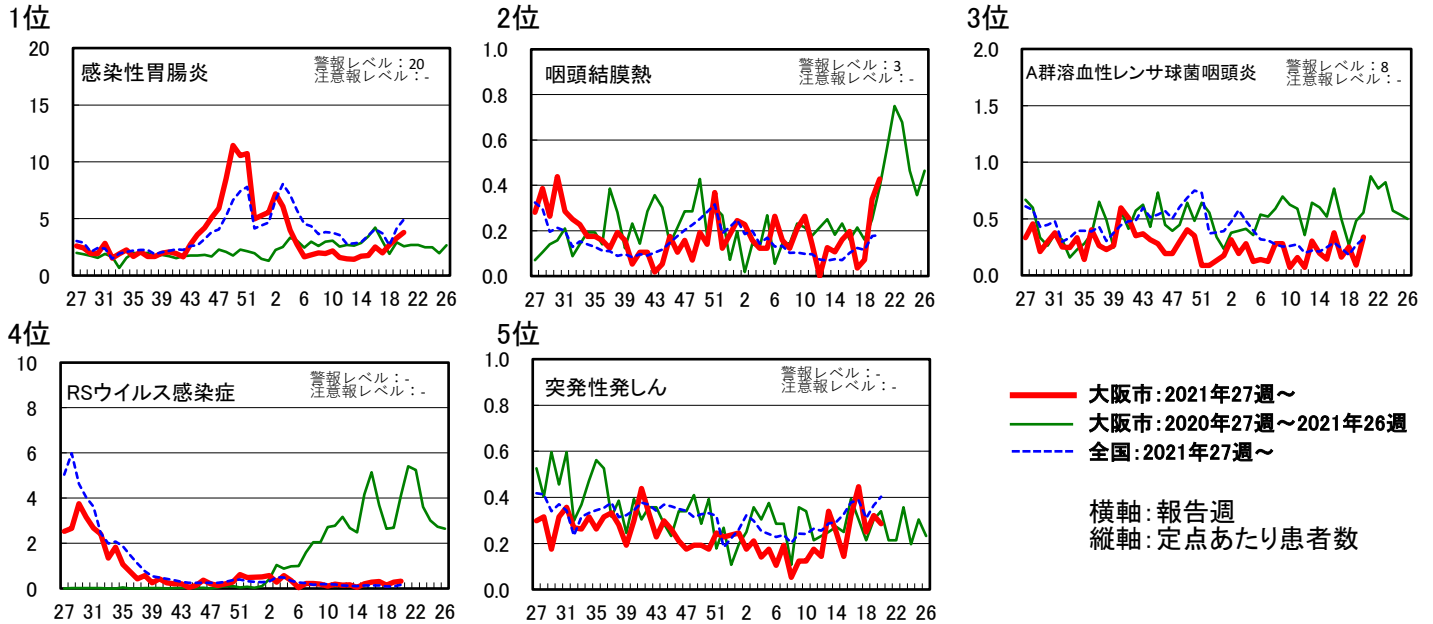 1位
感染性胃腸炎
警報レベル：20
注意報レベル：-
20
15
10
5
0
27 31 35 39 43 47 51 2 6 10 14 18 22 26
2位
咽頭結膜熱
警報レベル：3
注意報レベル：-
1.0
0.8
0.6
0.4
0.2
0.0
27 31 35 39 43 47 51 2 6 10 14 18 22 26
3位
A群溶血性レンサ球菌咽頭炎
警報レベル：8
注意報レベル：-
2.0
1.5
1.0
0.5
0.0
27 31 35 39 43 47 51 2 6 10 14 18 22 26
4位
RSウイルス感染症
警報レベル：-
注意報レベル：-
10
8
6
4
2
0
27 31 35 39 43 47 51 2 6 10 14 18 22 26
5位
突発性発しん
警報レベル：-
注意報レベル：-
1.0
0.8
0.6
0.4
0.2
0.0
27 31 35 39 43 47 51 2 6 10 14 18 22 26
大阪市：2021年27週～
大阪市：2020年27週～2021年26週
全国：2021年27週～
横軸：報告週
縦軸：定点あたり患者数